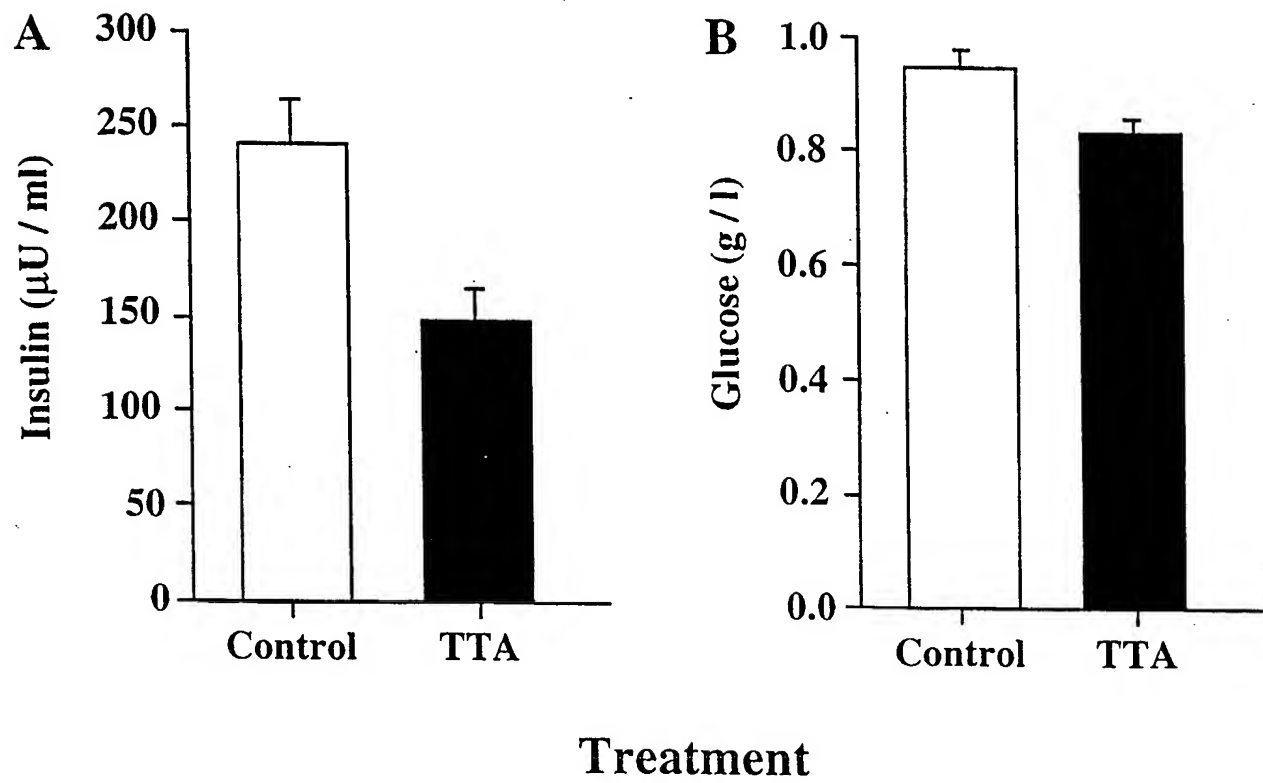 A
300
250
200
150
100
50
0
Insulin (μU / ml)
Control
TTA
B
1.0
0.8
0.6
0.4
0.2
0.0
Glucose (g / l)
Control
TTA
Treatment